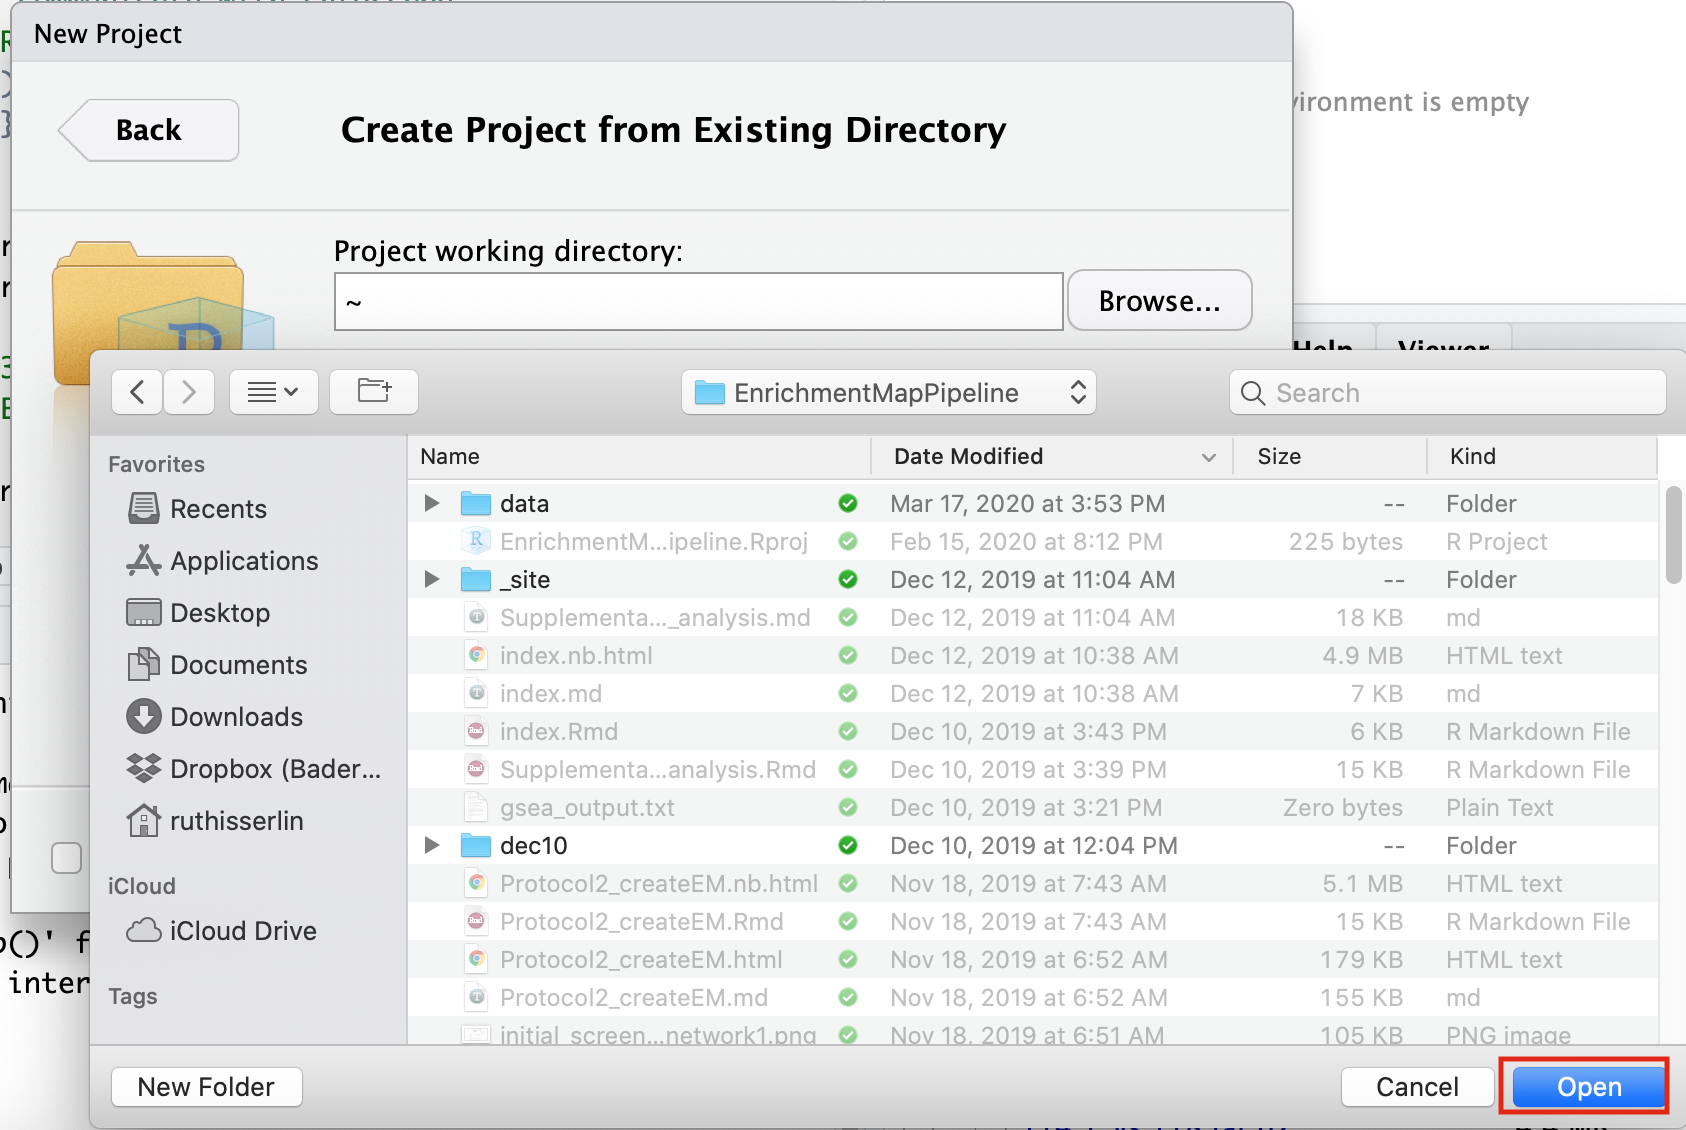 New Project
vironment is empty
Back
Create Project from Existing Directory
Project working directory:
~
Browse...
Help Viewer
EnrichmentMapPipeline
Search
Favorites
Name Date Modified Size Kind
Recents
data Mar 17, 2020 at 3:53 PM -- Folder
EnrichmentM...ipeline.Rproj Feb 15, 2020 at 8:12 PM 225 bytes R Project
Applications
_site Dec 12, 2019 at 11:04 AM -- Folder
Desktop
Supplementa..._analysis.md Dec 12, 2019 at 11:04 AM 18 KB md
Documents
index.nb.html Dec 12, 2019 at 10:38 AM 4.9 MB HTML text
index.md Dec 12, 2019 at 10:38 AM 7 KB md
Downloads
index.Rmd Dec 10, 2019 at 3:43 PM 6 KB R Markdown File
Dropbox (Bader...
Supplementa...analysis.Rmd Dec 10, 2019 at 3:39 PM 15 KB R Markdown File
ruthisserlin
gsea_output.txt Dec 10, 2019 at 3:21 PM Zero bytes Plain Text
dec10 Dec 10, 2019 at 12:04 PM -- Folder
iCloud
Protocol2_createEM.nb.html Nov 18, 2019 at 7:43 AM 5.1 MB HTML text
iCloud Drive
Protocol2_createEM.Rmd Nov 18, 2019 at 7:43 AM 15 KB R Markdown File
Protocol2_createEM.html Nov 18, 2019 at 6:52 AM 179 KB HTML text
Tags
Protocol2_createEM.md Nov 18, 2019 at 6:52 AM 155 KB md
initial_screen...network1.png Nov 18, 2019 at 6:51 AM 105 KB PNG image
o()' f
inter
New Folder
Cancel
Open